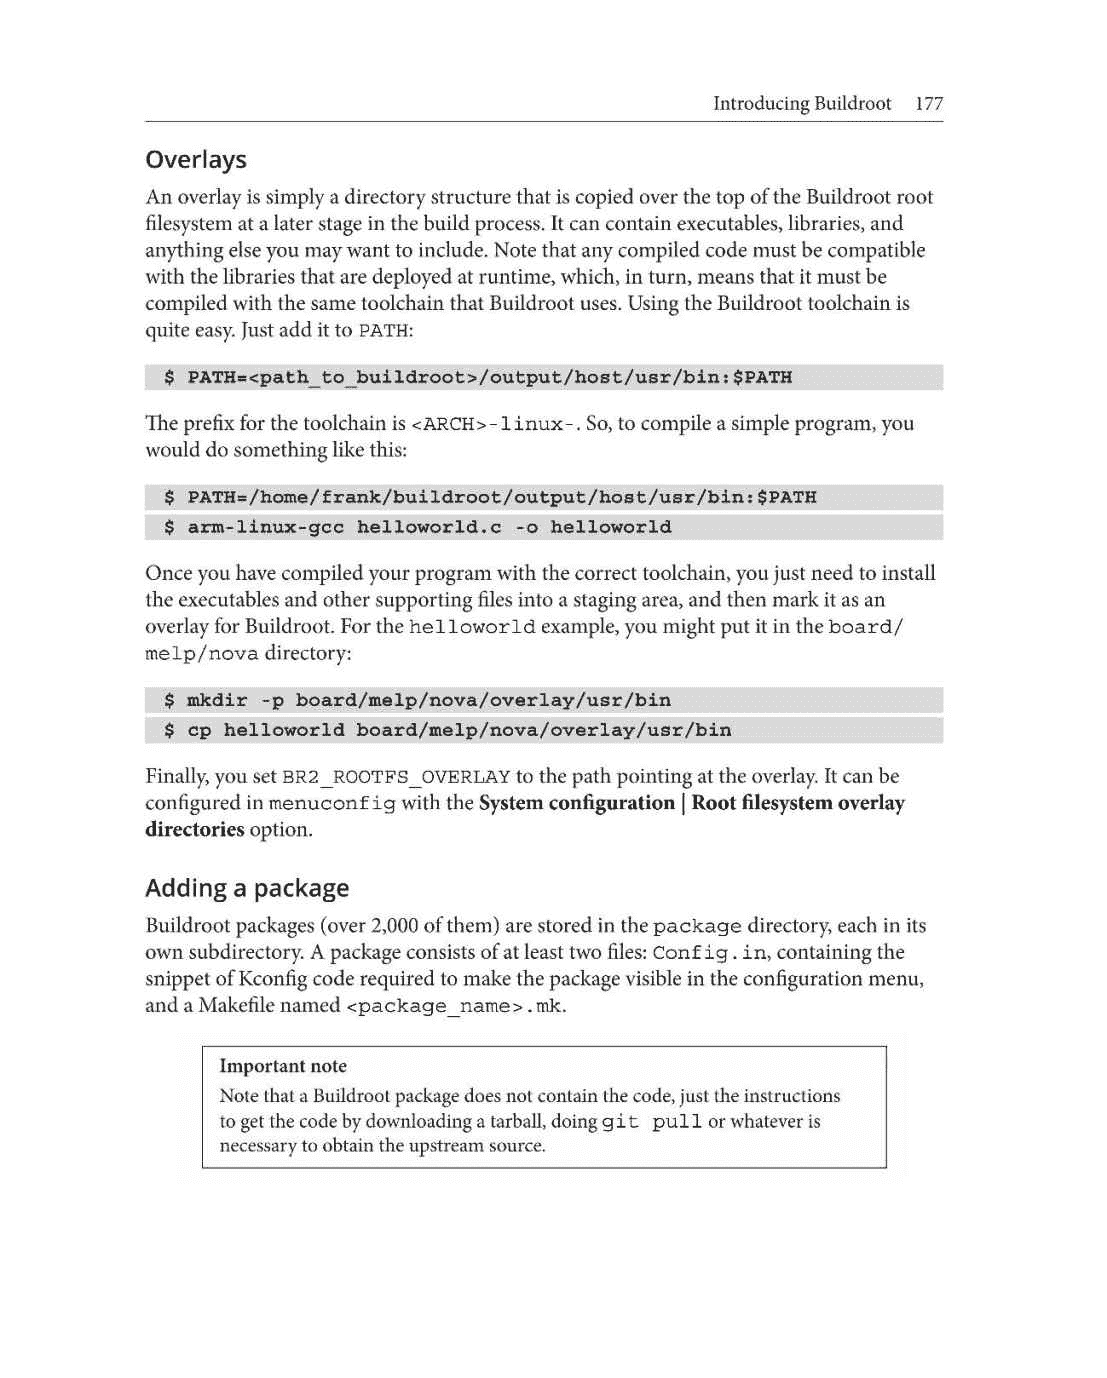 Introducing Buildroot 177
Overlays
An overlay is simply a directory structure that is copied over the top of the Buildroot root
filesystem at a later stage in the build process. It can contain executables, libraries, and
anything else you may want to include. Note that any compiled code must be compatible
with the libraries that are deployed at runtime, which, in turn, means that it must be
compiled with the same toolchain that Buildroot uses. Using the Buildroot toolchain is
quite easy. Just add it to PATH:
$ PATH=<path_to_buildroot>/output/host/usr/bin:$PATH
The prefix for the toolchain is <ARCH>-linux-. So, to compile a simple program, you
would do something like this:
$ PATH=/home/frank/buildroot/output/host/usr/bin:$PATH
$ arm-linux-gcc helloworld.c -o helloworld
Once you have compiled your program with the correct toolchain, you just need to install
the executables and other supporting files into a staging area, and then mark it as an
overlay for Buildroot. For the helloworld example, you might put it in the board/
melp/nova directory:
$ mkdir -p board/melp/nova/overlay/usr/bin
$ cp helloworld board/melp/nova/overlay/usr/bin
Finally, you set BR2_ROOTFS_OVERLAY to the path pointing at the overlay. It can be
configured in menuconfig with the System configuration | Root filesystem overlay
directories option.
Adding a package
Buildroot packages (over 2,000 of them) are stored in the package directory, each in its
own subdirectory. A package consists of at least two files: Config.in, containing the
snippet of Kconfig code required to make the package visible in the configuration menu,
and a Makefile named <package_name>.mk.
Important note
Note that a Buildroot package does not contain the code, just the instructions
to get the code by downloading a tarball, doing git pull or whatever is
necessary to obtain the upstream source.